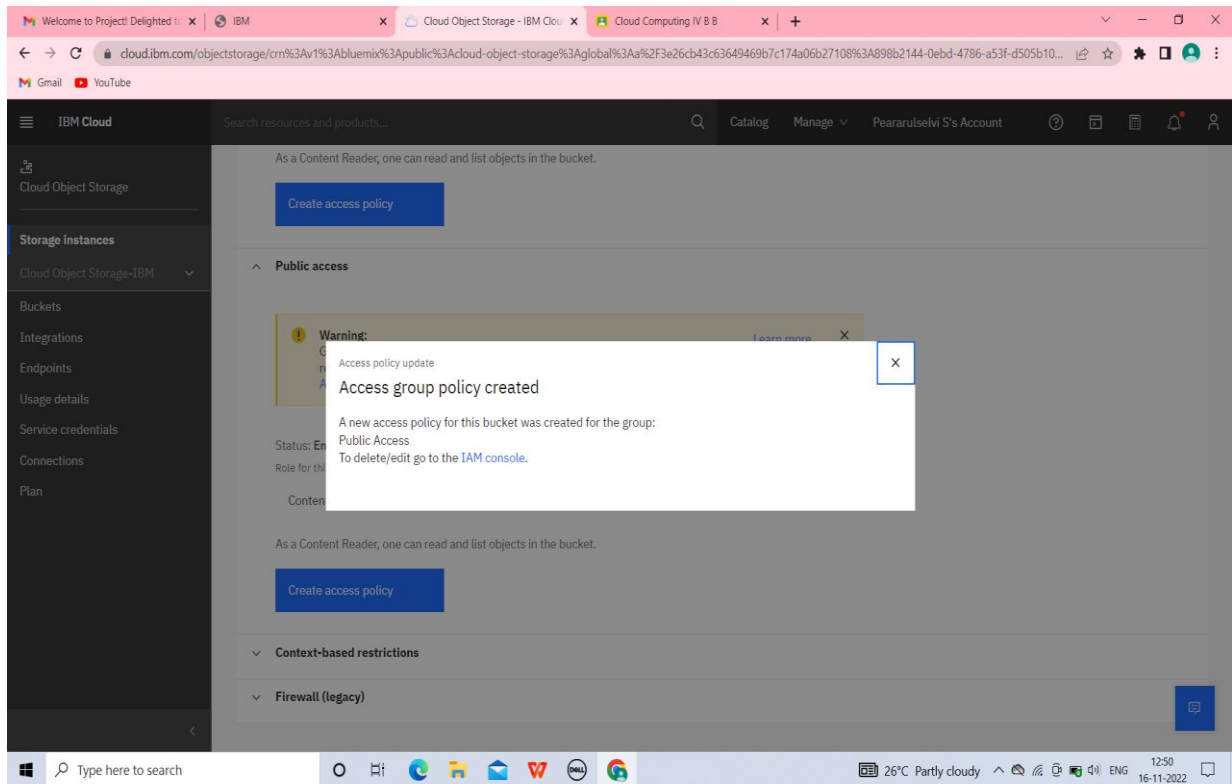 Welcome to Project! Delighted to
IBM
Cloud Object Storage - IBM Clou
Cloud Computing IV B B
cloud.ibm.com/objectstorage/crn%3Av1%3Abluemix%3Apublic%3Acloud-object-storage%3Aglobal%3Aa%2F3e26cb43c63649469b7c174a06b27108%3A898b2144-0ebd-4786-a53f-d505b10...
Gmail
YouTube
IBM Cloud
Search resources and products...
Catalog
Manage
Peararulselvi S's Account
Cloud Object Storage
Storage instances
Cloud Object Storage-IBM
Buckets
Integrations
Endpoints
Usage details
Service credentials
Connections
Plan
As a Content Reader, one can read and list objects in the bucket.
Create access policy
Public access
Warning:
Learn more
Access policy update
Access group policy created
A new access policy for this bucket was created for the group:
Public Access
To delete/edit go to the IAM console.
Status: En
Role for thi
Conten
As a Content Reader, one can read and list objects in the bucket.
Create access policy
Context-based restrictions
Firewall (legacy)
Type here to search
DELL
26°C Partly cloudy
ENG
12:50
16-11-2022